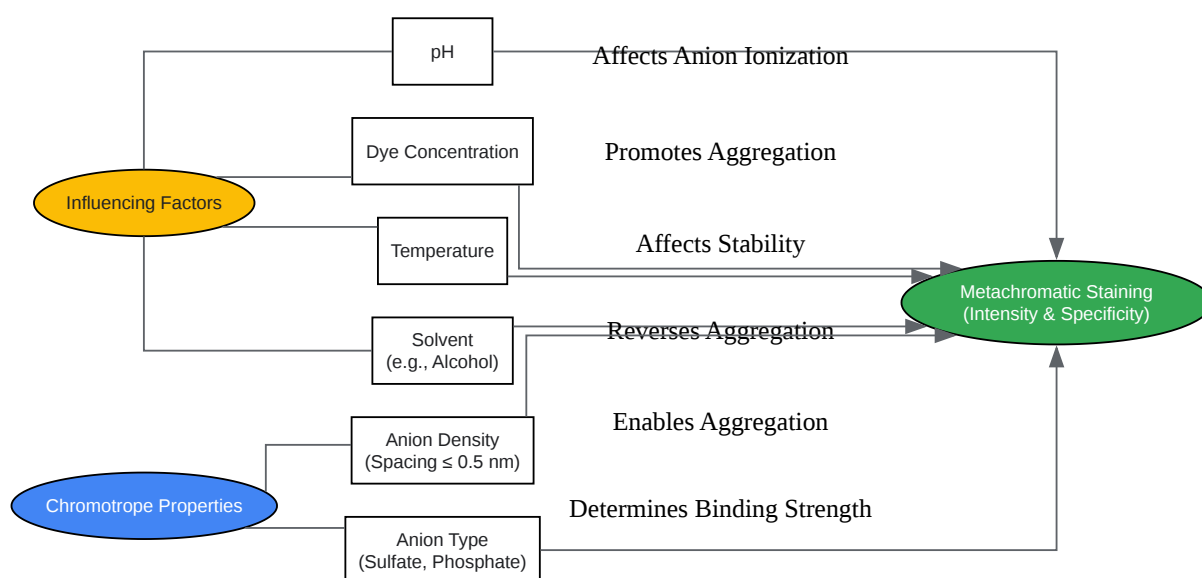 pH
Affects Anion Ionization
Dye Concentration
Promotes Aggregation
Influencing Factors
Temperature
Affects Stability
Metachromatic Staining
(Intensity & Specificity)
Solvent
(e.g., Alcohol)
Reverses Aggregation
Anion Density
(Spacing ≤ 0.5 nm)
Enables Aggregation
Chromotrope Properties
Determines Binding Strength
Anion Type
(Sulfate, Phosphate)